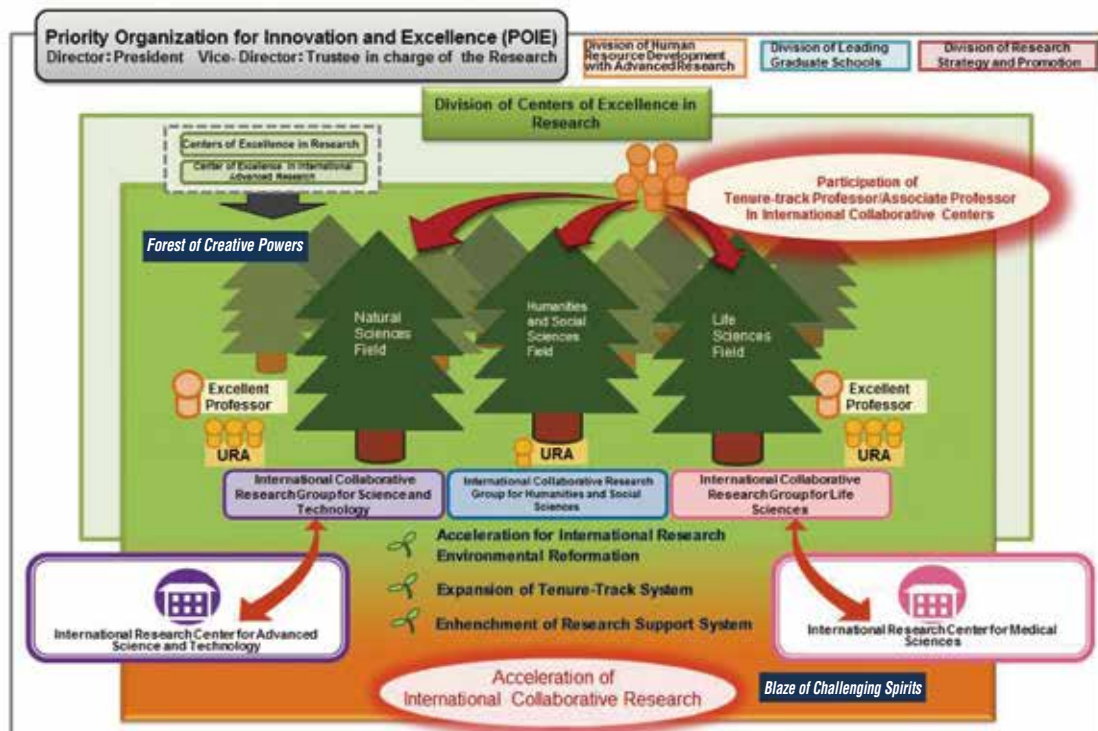 Priority Organization for Innovation and Excellence (POIE)
Director: President Vice- Director: Trustee in charge of the Research
Division of Human
Resource Development
with Advanced Research
Division of Leading
Graduate Schools
Division of Research
Strategy and Promotion
Division of Centers of Excellence in
Research
Centers of Excellence in Research
Center of Excellence in International
Advanced Research
Participation of
Tenure-track Professor/Associate Professor
In International Collaborative Centers
Forest of Creative Powers
Natural
Sciences
Field
Humanities
and Social
Sciences
Field
Life
Sciences
Field
Excellent
Professor
URA
URA
Excellent
Professor
URA
International Collaborative
Research Group for Science and
Technology
International Collaborative Research
Group for Humanities and Social
Sciences
International Collaborative
Research Group for Life
Sciences
Acceleration for International Research
Environmental Reformation
Expansion of Tenure-Track System
Enhenchment of Research Support System
International Research Center for Advanced
Science and Technology
International Research Center for Medical
Sciences
Acceleration of
International Collaborative Research
Blaze of Challenging Spirits